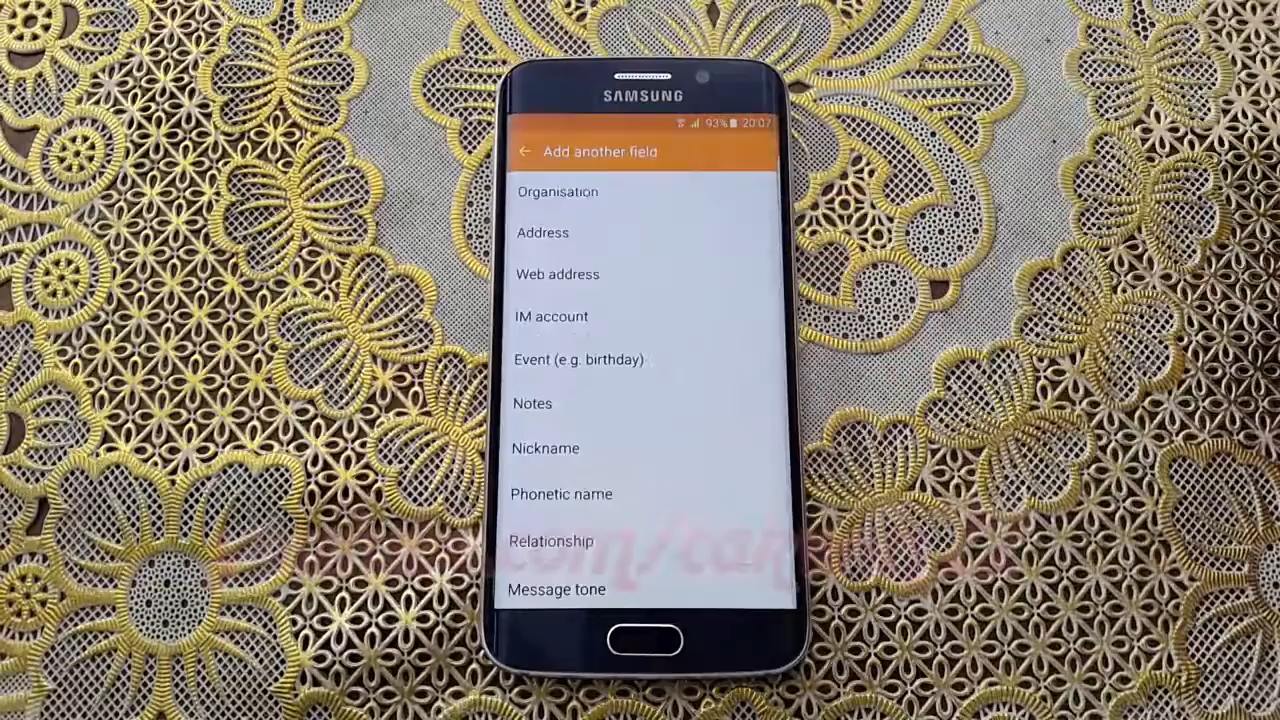 SAMSUNG
93% 20:07
Add another field
Organisation
Address
Web address
IM account
Event (e.g. birthday)
Notes
Nickname
Phonetic name
Relationship
Message tone